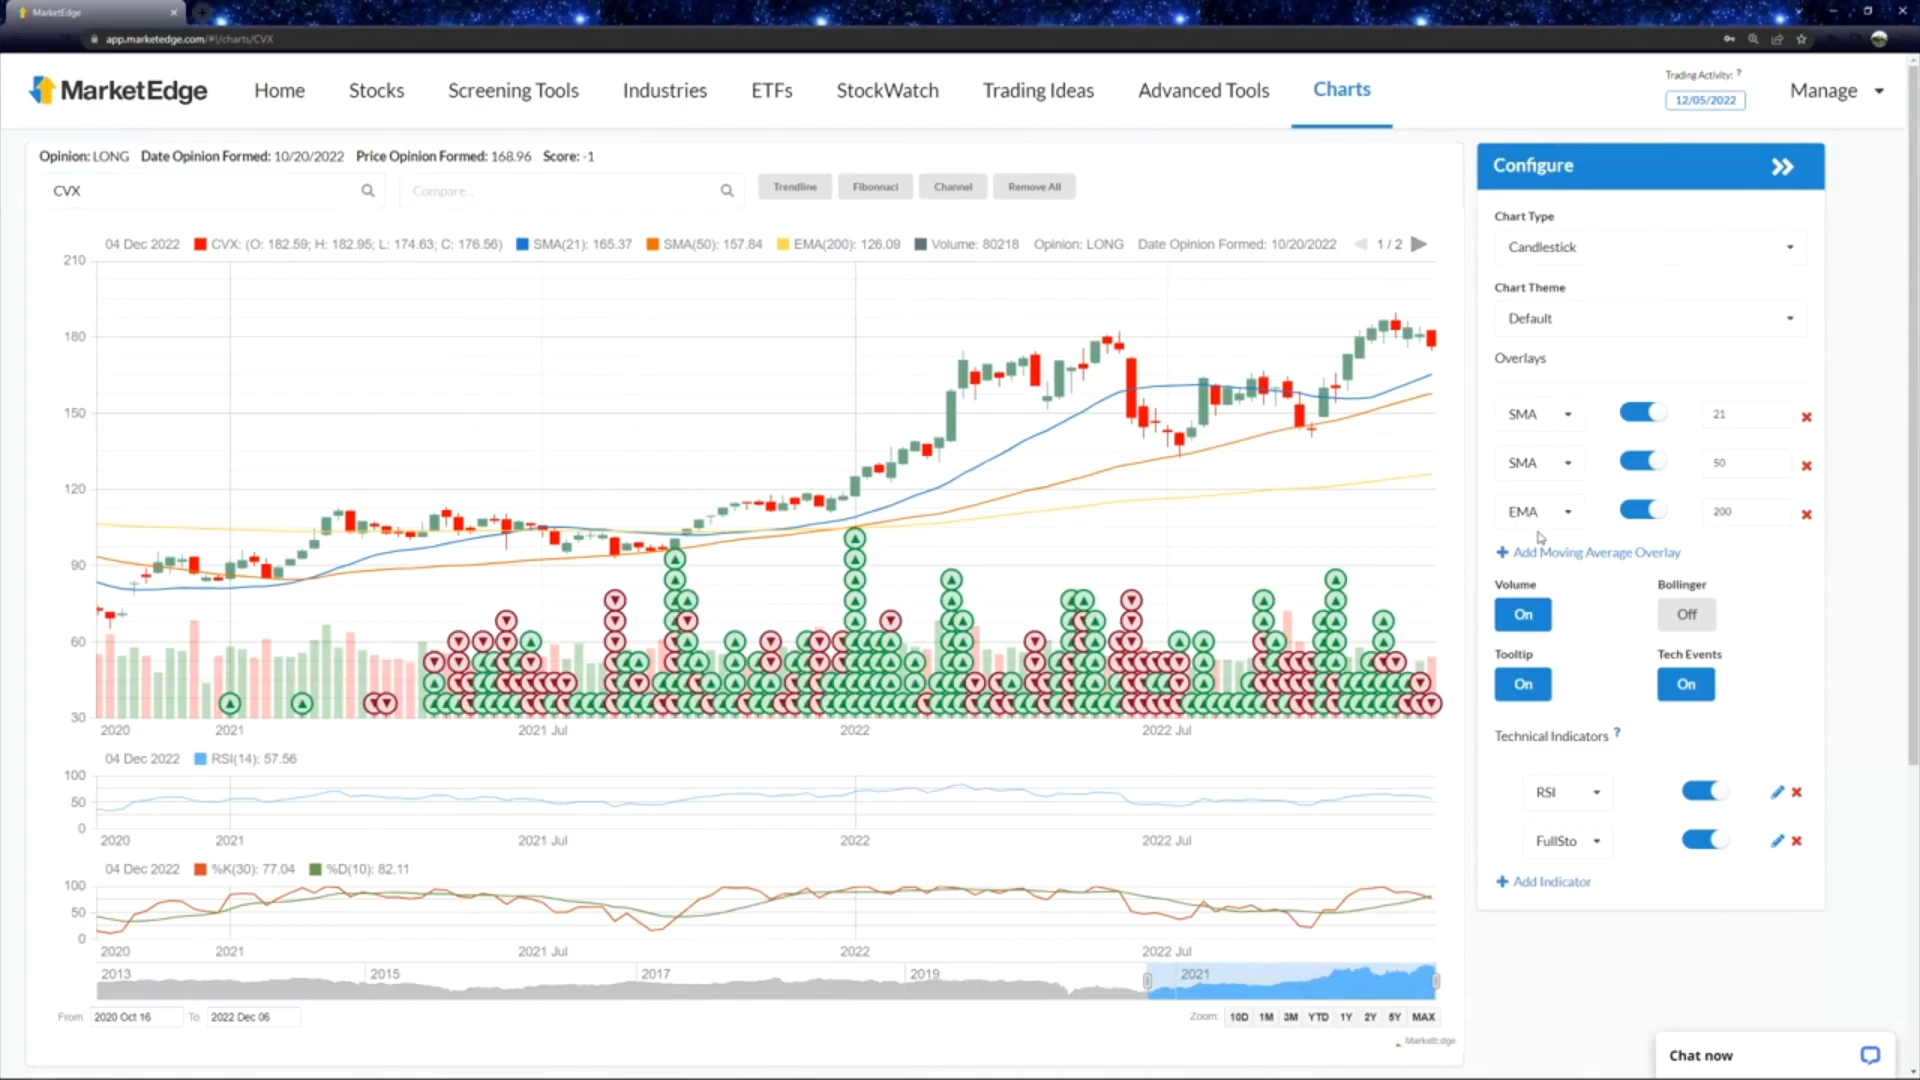 MarketEdge
app.marketedge.com/#!/charts/CVX
MarketEdge
Home
Stocks
Screening Tools
Industries
ETFs
StockWatch
Trading Ideas
Advanced Tools
Charts
Trading Activity: ?
12/05/2022
Manage
Opinion: LONG Date Opinion Formed: 10/20/2022 Price Opinion Formed: 168.96 Score: -1
CVX
Compare...
Trendline
Fibonnaci
Channel
Remove All
04 Dec 2022 CVX: (O: 182.59; H: 182.95; L: 174.63; C: 176.56) SMA(21): 165.37 SMA(50): 157.84 EMA(200): 126.09 Volume: 80218 Opinion: LONG Date Opinion Formed: 10/20/2022 1 / 2
210
180
150
120
90
60
30
2020 2021 2021 Jul 2022 2022 Jul
04 Dec 2022 RSI(14): 57.56
100
50
0
2020 2021 2021 Jul 2022 2022 Jul
04 Dec 2022 %K(30): 77.04 %D(10): 82.11
100
50
0
2020 2021 2021 Jul 2022 2022 Jul
2013 2015 2017 2019 2021
From: 2020 Oct 16 To: 2022 Dec 06
Zoom: 10D 1M 3M YTD 1Y 2Y 5Y MAX
MarketEdge
Configure
Chart Type
Candlestick
Chart Theme
Default
Overlays
SMA 21
SMA 50
EMA 200
+ Add Moving Average Overlay
Volume Bollinger
On Off
Tooltip Tech Events
On On
Technical Indicators ?
RSI
FullSto
+ Add Indicator
Chat now